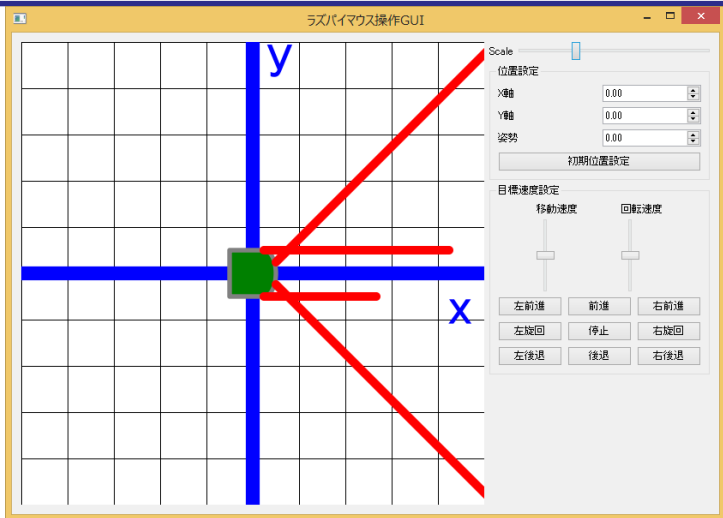 ラズパイマウス操作GUI
y
x
Scale
位置設定
X軸 0.00
Y軸 0.00
姿勢 0.00
初期位置設定
目標速度設定
移動速度 回転速度
左前進 前進 右前進
左旋回 停止 右旋回
左後退 後退 右後退